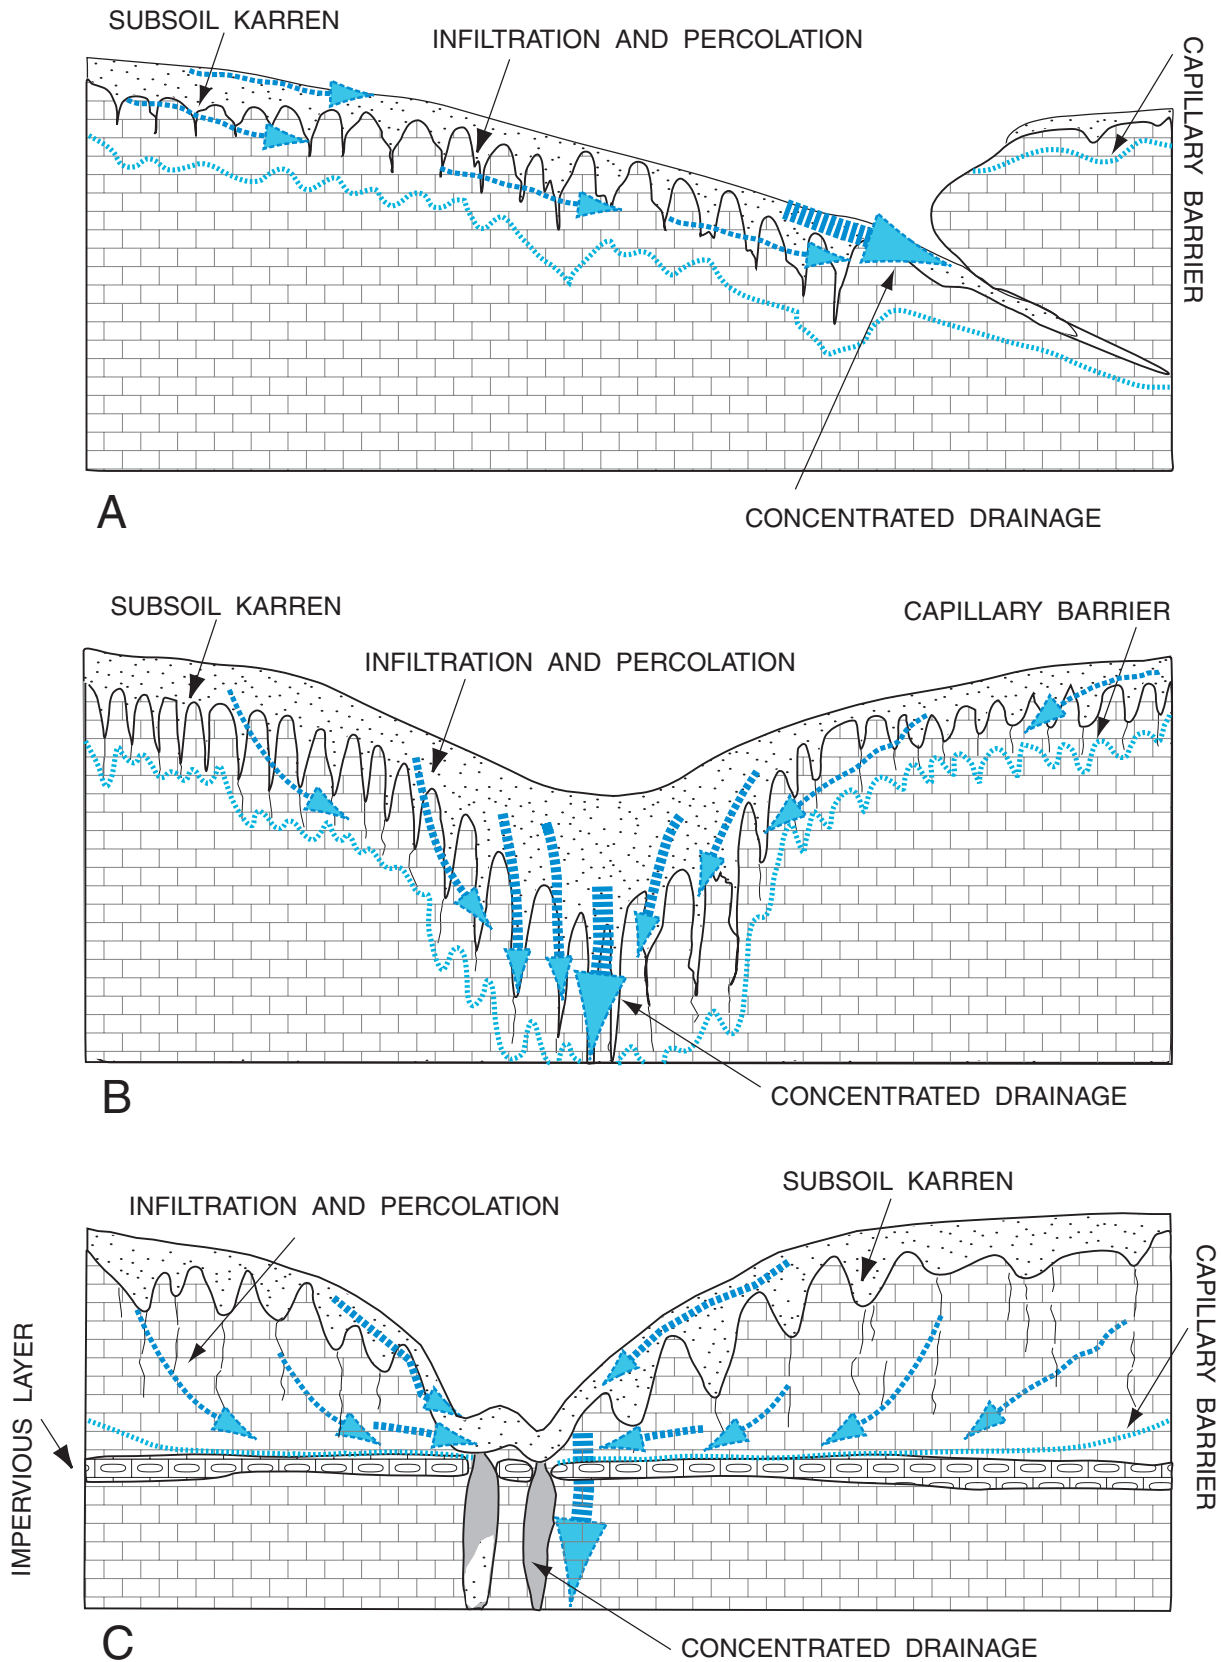 SUBSOIL KARREN
INFILTRATION AND PERCOLATION
CAPILLARY BARRIER
A
CONCENTRATED DRAINAGE
SUBSOIL KARREN
CAPILLARY BARRIER
INFILTRATION AND PERCOLATION
B
CONCENTRATED DRAINAGE
SUBSOIL KARREN
INFILTRATION AND PERCOLATION
CAPILLARY BARRIER
IMPERVIOUS LAYER
C
CONCENTRATED DRAINAGE